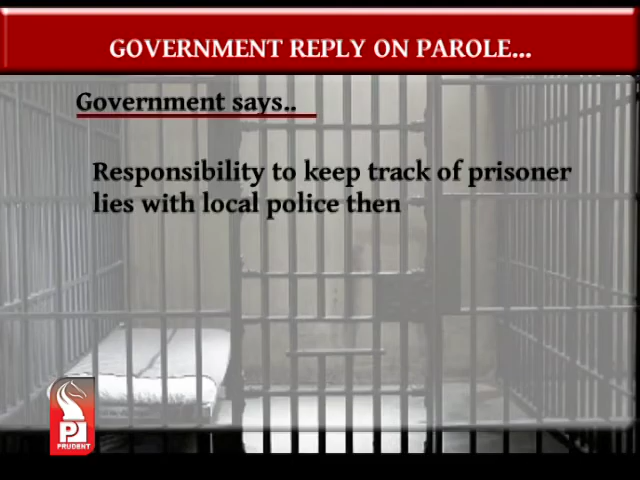 GOVERNMENT REPLY ON PAROLE...
Government says..
Responsibility to keep track of prisoner
lies with local police then
P
PRUDENT